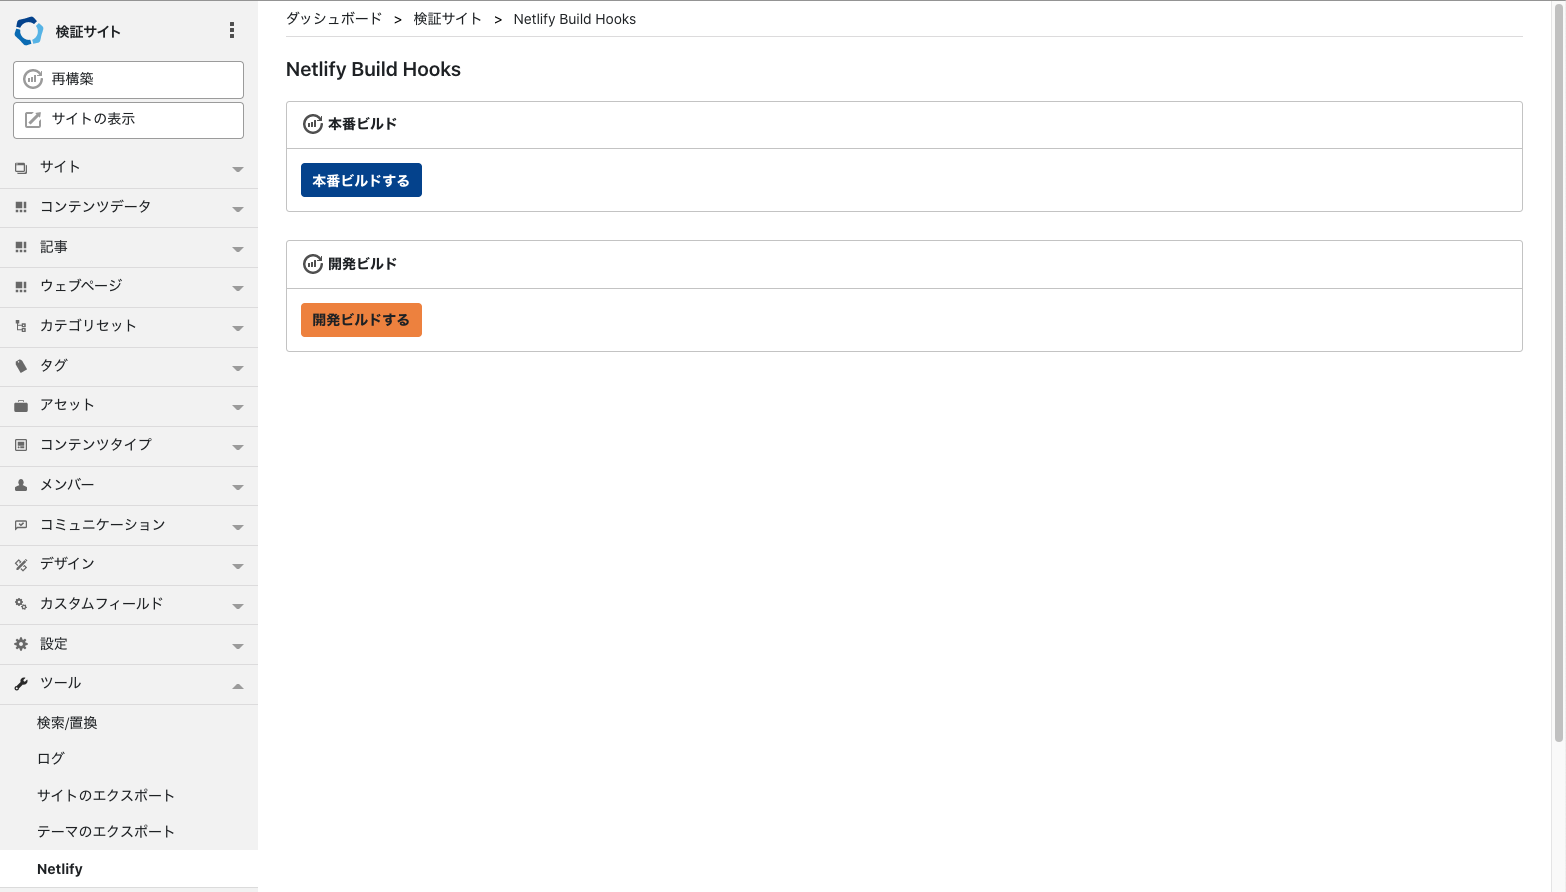 検証サイト
再構築
サイトの表示
サイト
コンテンツデータ
記事
ウェブページ
カテゴリセット
タグ
アセット
コンテンツタイプ
メンバー
コミュニケーション
デザイン
カスタムフィールド
設定
ツール
検索/置換
ログ
サイトのエクスポート
テーマのエクスポート
Netlify
ダッシュボード > 検証サイト > Netlify Build Hooks
Netlify Build Hooks
本番ビルド
本番ビルドする
開発ビルド
開発ビルドする